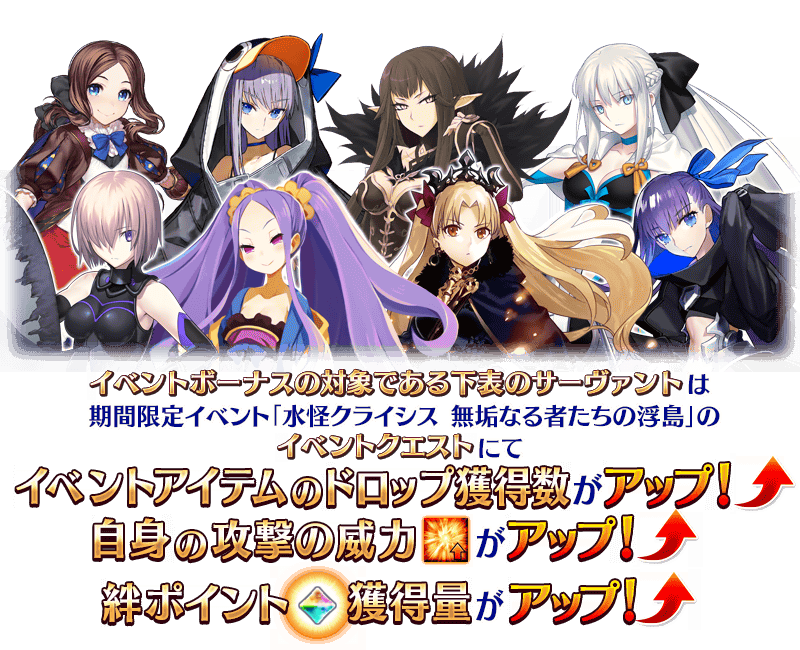 イベントボーナスの対象である下表のサーヴァントは
期間限定イベント「水怪クライシス 無垢なる者たちの浮島」の
イベントクエストにて
イベントアイテムのドロップ獲得数がアップ!
自身の攻撃の威力がアップ!
絆ポイント獲得量がアップ!